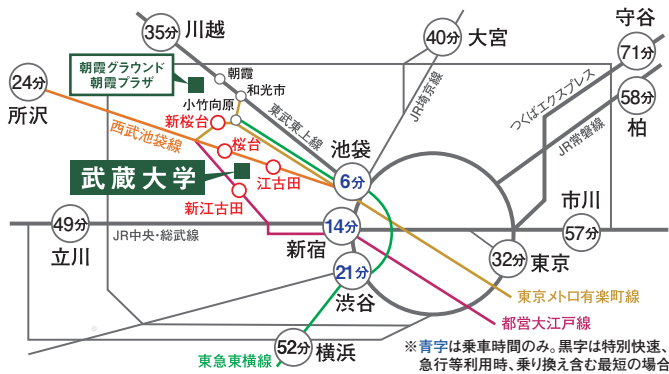 35分
川越
40分
大宮
守谷
71分
朝霞グラウンド
朝霞プラザ
朝霞
和光市
24分
所沢
58分
柏
つくばエクスプレス
JR埼京線
JR常磐線
小竹向原
新桜台
東武東上線
西武池袋線
桜台
池袋
6分
武蔵大学
江古田
新江古田
市川
57分
49分
立川
JR中央・総武線
新宿
14分
32分
東京
21分
渋谷
東京メトロ有楽町線
都営大江戸線
52分
横浜
東急東横線
※青字は乗車時間のみ。黒字は特別快速、
急行等利用時、乗り換え含む最短の場合